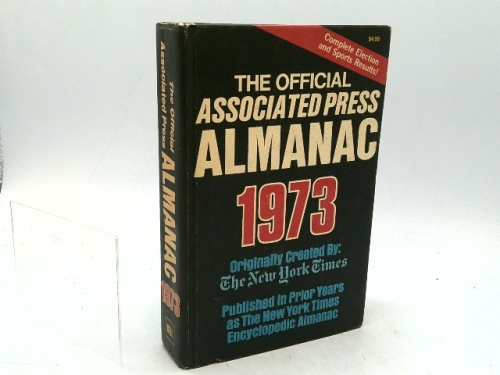 The Official
Associated Press
ALMANAC
1973
$4.95
Complete Election
and Sports Results!
THE OFFICIAL
ASSOCIATED PRESS
ALMANAC
1973
Originally Created By:
The New York Times
Published in Prior Years
as The New York Times
Encyclopedic Almanac